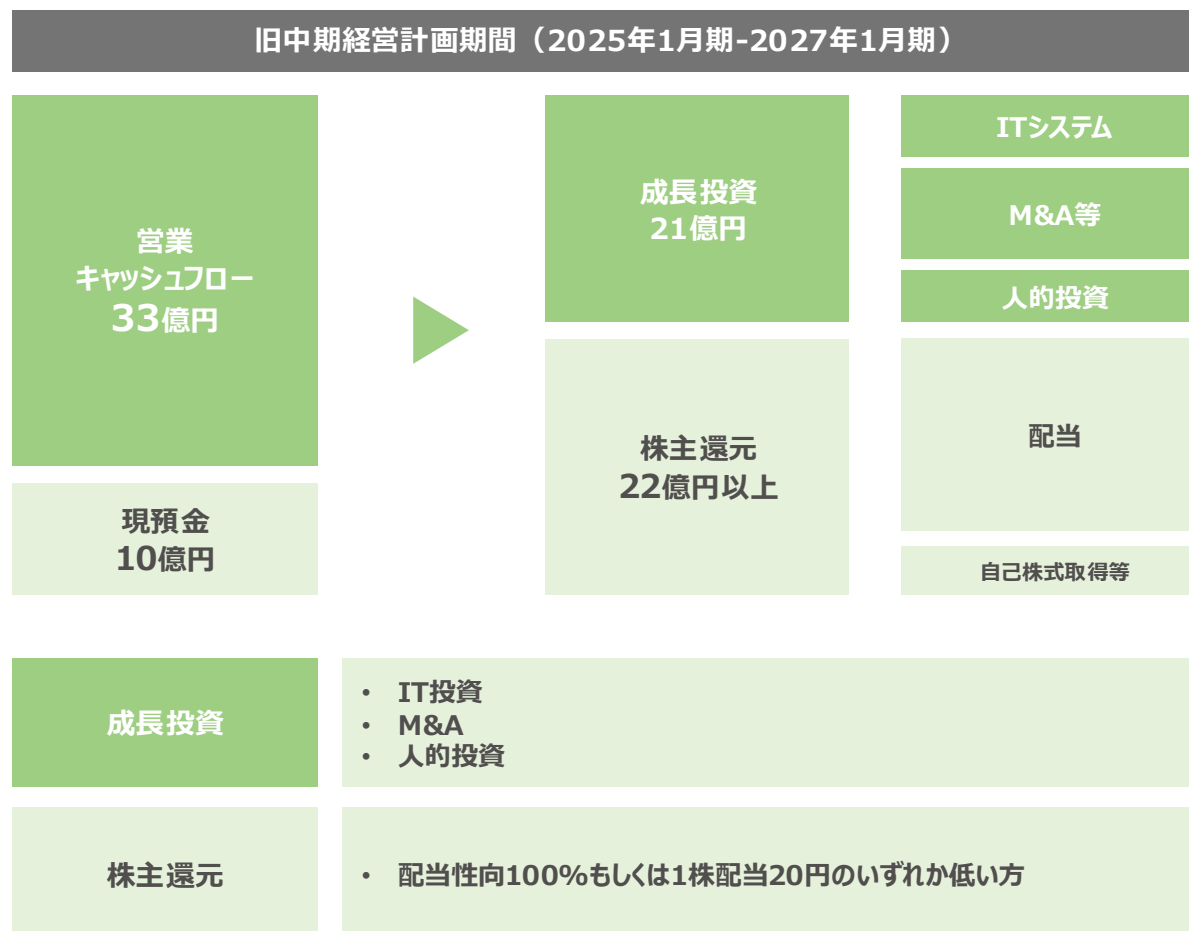 旧中期経営計画期間（2025年1月期-2027年1月期）
営業
キャッシュフロー
33億円
現預金
10億円
成長投資
21億円
株主還元
22億円以上
ITシステム
M&A等
人的投資
配当
自己株式取得等
成長投資
• IT投資
• M&A
• 人的投資
株主還元
• 配当性向100%もしくは1株配当20円のいずれか低い方